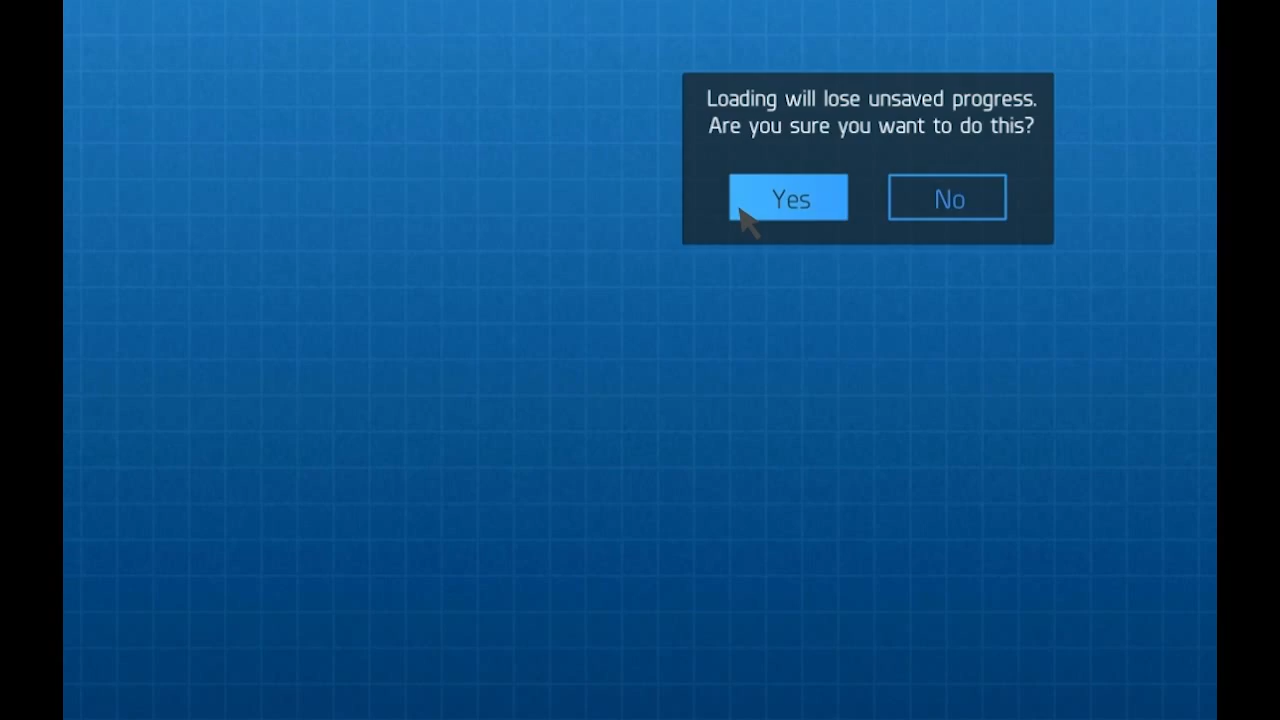 Loading will lose unsaved progress.
Are you sure you want to do this?
Yes No